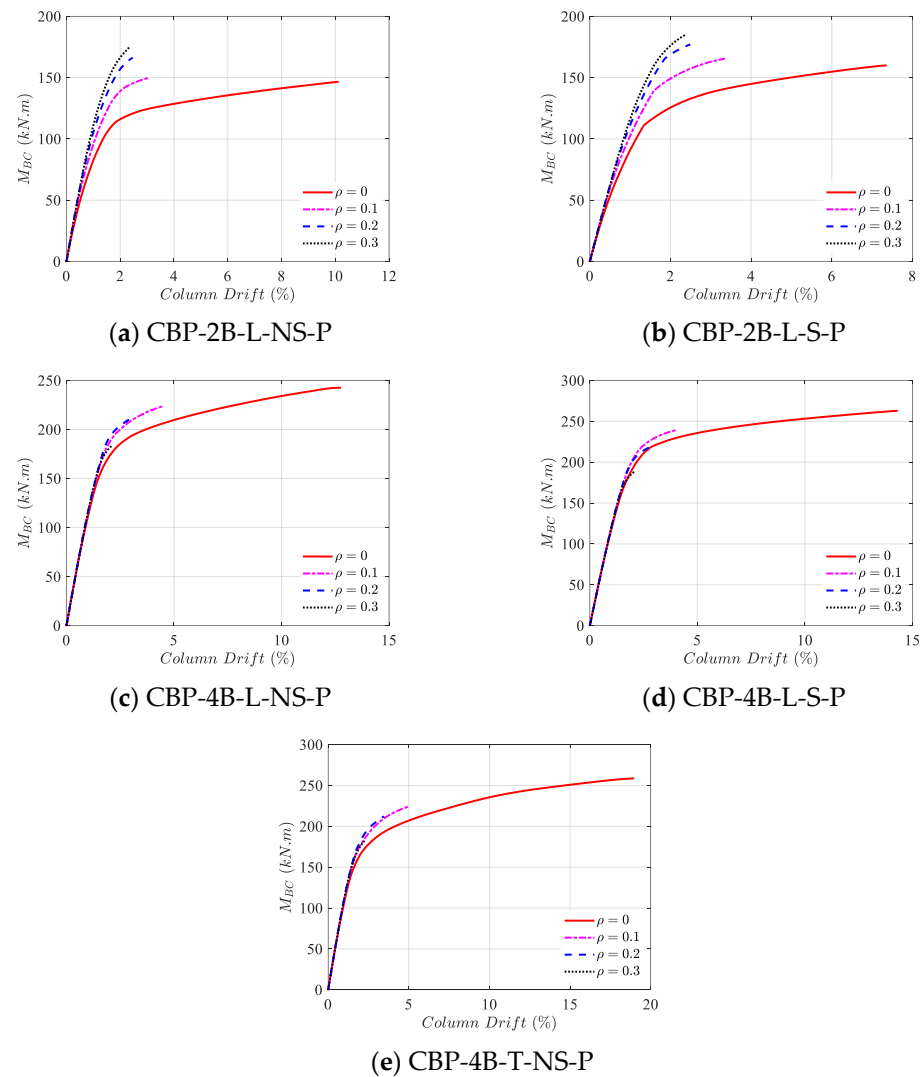 200
150
100
50
0
M_BC (kN.m)
ρ = 0
ρ = 0.1
ρ = 0.2
ρ = 0.3
0 2 4 6 8 10 12
Column Drift (%)
(a) CBP-2B-L-NS-P
200
150
100
50
0
M_BC (kN.m)
ρ = 0
ρ = 0.1
ρ = 0.2
ρ = 0.3
0 2 4 6 8
Column Drift (%)
(b) CBP-2B-L-S-P
250
200
150
100
50
0
M_BC (kN.m)
ρ = 0
ρ = 0.1
ρ = 0.2
ρ = 0.3
0 5 10 15
Column Drift (%)
(c) CBP-4B-L-NS-P
300
250
200
150
100
50
0
M_BC (kN.m)
ρ = 0
ρ = 0.1
ρ = 0.2
ρ = 0.3
0 5 10 15
Column Drift (%)
(d) CBP-4B-L-S-P
300
250
200
150
100
50
0
M_BC (kN.m)
ρ = 0
ρ = 0.1
ρ = 0.2
ρ = 0.3
0 5 10 15 20
Column Drift (%)
(e) CBP-4B-T-NS-P